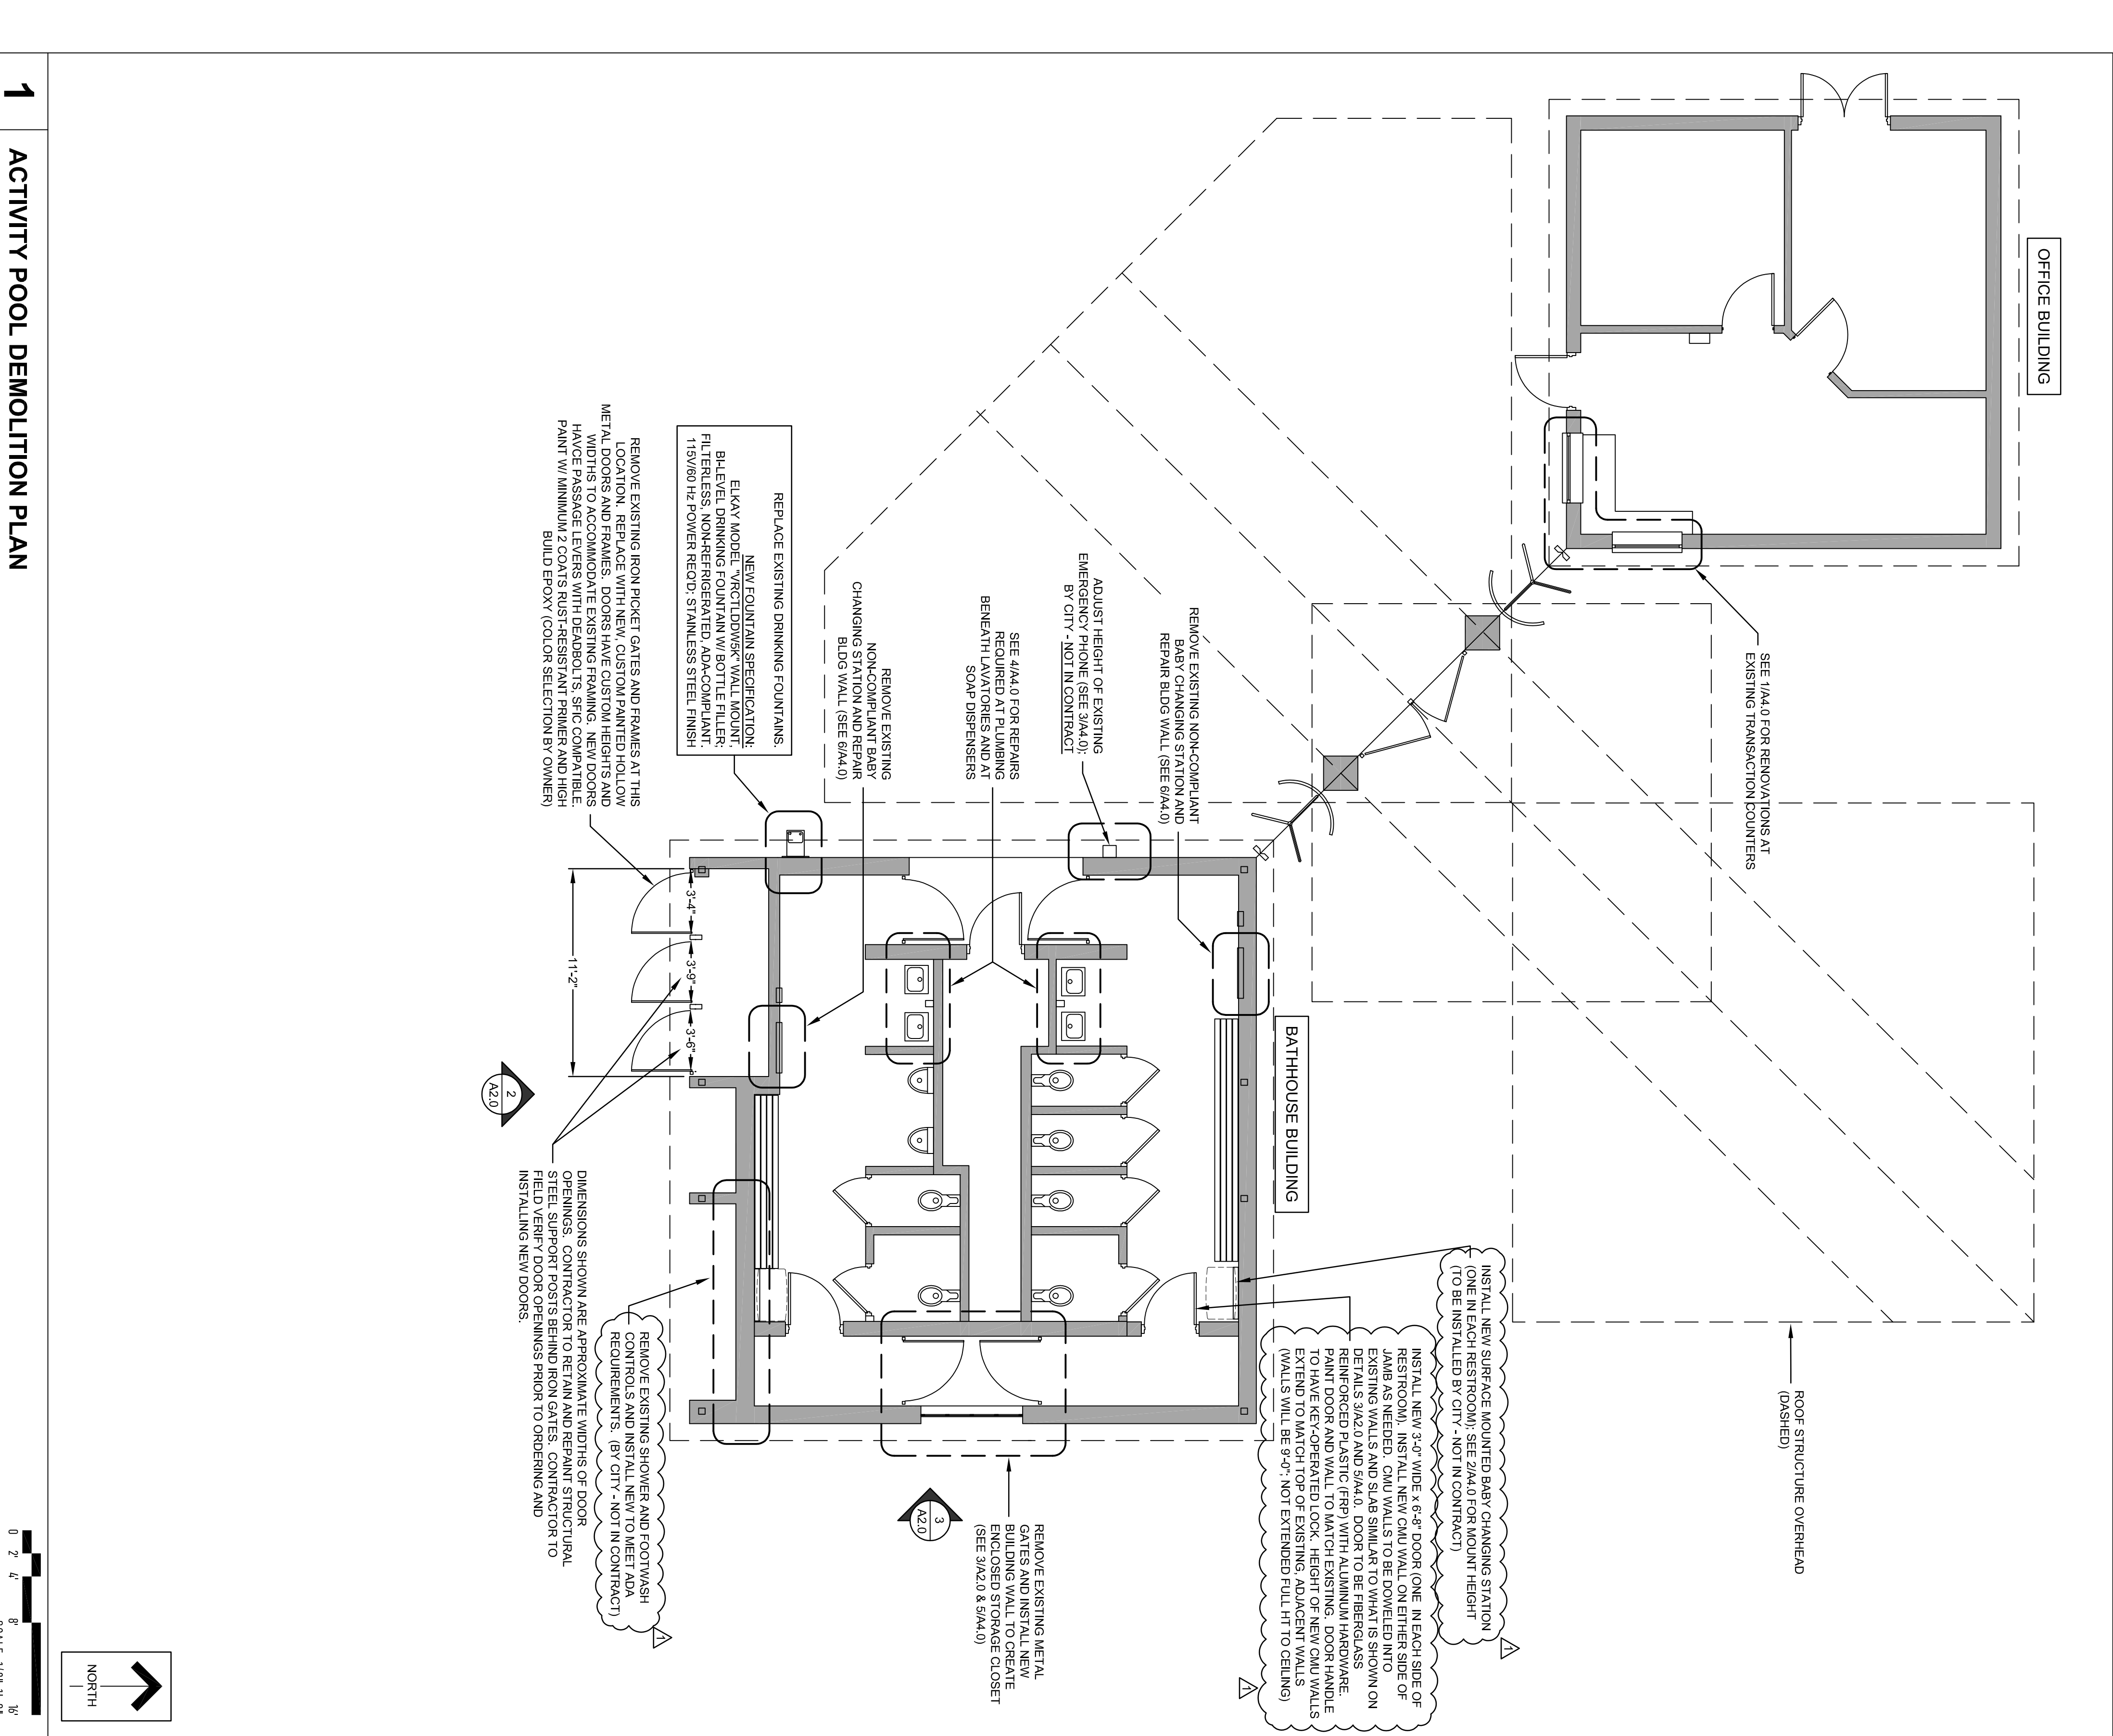 OFFICE BUILDING
SEE 1/A4.0 FOR RENOVATIONS AT
EXISTING TRANSACTION COUNTERS
ROOF STRUCTURE OVERHEAD
(DASHED)
INSTALL NEW SURFACE MOUNTED BABY CHANGING STATION
(ONE IN EACH RESTROOM); SEE 2/A4.0 FOR MOUNT HEIGHT
(TO BE INSTALLED BY CITY - NOT IN CONTRACT)
1
INSTALL NEW 3'-0" WIDE x 6'-8" DOOR (ONE IN EACH SIDE OF
RESTROOM). INSTALL NEW CMU WALL ON EITHER SIDE OF
JAMB AS NEEDED. CMU WALLS TO BE DOWELED INTO
EXISTING WALLS AND SLAB SIMILAR TO WHAT IS SHOWN ON
DETAILS 3/A2.0 AND 5/A4.0. DOOR TO BE FIBERGLASS
REINFORCED PLASTIC (FRP) WITH ALUMINUM HARDWARE.
PAINT DOOR AND WALL TO MATCH EXISTING. DOOR HANDLE
TO HAVE KEY-OPERATED LOCK. HEIGHT OF NEW CMU WALLS
EXTEND TO MATCH TOP OF EXISTING, ADJACENT WALLS
(WALLS WILL BE 9'-0"; NOT EXTENDED FULL HT TO CEILING)
1
BATHHOUSE BUILDING
REMOVE EXISTING NON-COMPLIANT
BABY CHANGING STATION AND
REPAIR BLDG WALL (SEE 6/A4.0)
ADJUST HEIGHT OF EXISTING
EMERGENCY PHONE (SEE 3/A4.0);
BY CITY - NOT IN CONTRACT
SEE 4/A4.0 FOR REPAIRS
REQUIRED AT PLUMBING
BENEATH LAVATORIES AND AT
SOAP DISPENSERS
REMOVE EXISTING
NON-COMPLIANT BABY
CHANGING STATION AND REPAIR
BLDG WALL (SEE 6/A4.0)
REPLACE EXISTING DRINKING FOUNTAINS.
NEW FOUNTAIN SPECIFICATION:
ELKAY MODEL "VRCTLDDW5K" WALL MOUNT,
BI-LEVEL DRINKING FOUNTAIN W/ BOTTLE FILLER;
FILTERLESS, NON-REFRIGERATED, ADA-COMPLIANT.
115V/60 Hz POWER REQ'D; STAINLESS STEEL FINISH
REMOVE EXISTING IRON PICKET GATES AND FRAMES AT THIS
LOCATION. REPLACE WITH NEW, CUSTOM PAINTED HOLLOW
METAL DOORS AND FRAMES. DOORS HAVE CUSTOM HEIGHTS AND
WIDTHS TO ACCOMMODATE EXISTING FRAMING. NEW DOORS
HAVCE PASSAGE LEVERS WITH DEADBOLTS, SFIC COMPATIBLE.
PAINT W/ MINIMUM 2 COATS RUST-RESISTANT PRIMER AND HIGH
BUILD EPOXY (COLOR SELECTION BY OWNER)
3'-4"
3'-9"
3'-6"
11'-2"
2
A2.0
REMOVE EXISTING METAL
GATES AND INSTALL NEW
BUILDING WALL TO CREATE
ENCLOSED STORAGE CLOSET
(SEE 3/A2.0 & 5/A4.0)
3
A2.0
REMOVE EXISTING SHOWER AND FOOTWASH
CONTROLS AND INSTALL NEW TO MEET ADA
REQUIREMENTS. (BY CITY - NOT IN CONTRACT)
1
DIMENSIONS SHOWN ARE APPROXIMATE WIDTHS OF DOOR
OPENINGS. CONTRACTOR TO RETAIN AND REPAINT STRUCTURAL
STEEL SUPPORT POSTS BEHIND IRON GATES. CONTRACTOR TO
FIELD VERIFY DOOR OPENINGS PRIOR TO ORDERING AND
INSTALLING NEW DOORS.
NORTH
1
ACTIVITY POOL DEMOLITION PLAN
0 2' 4' 8' 16'